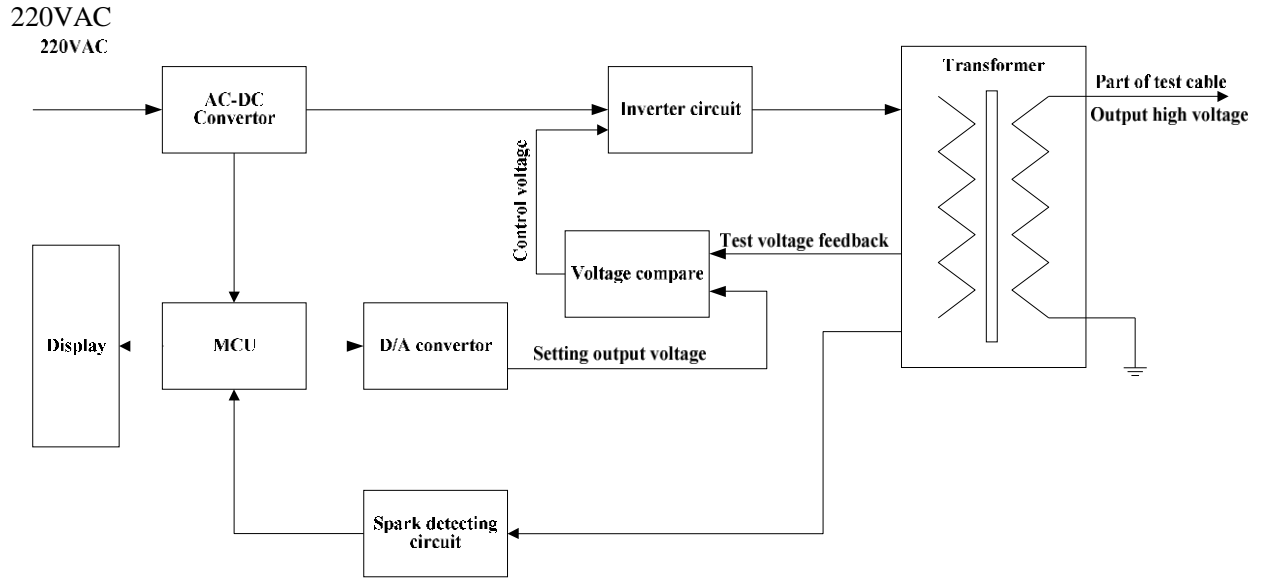 220VAC
220VAC
AC-DC
Convertor
Inverter circuit
Transformer
Part of test cable
Output high voltage
Control voltage
Test voltage feedback
Voltage compare
Display
MCU
D/A convertor
Setting output voltage
Spark detecting
circuit